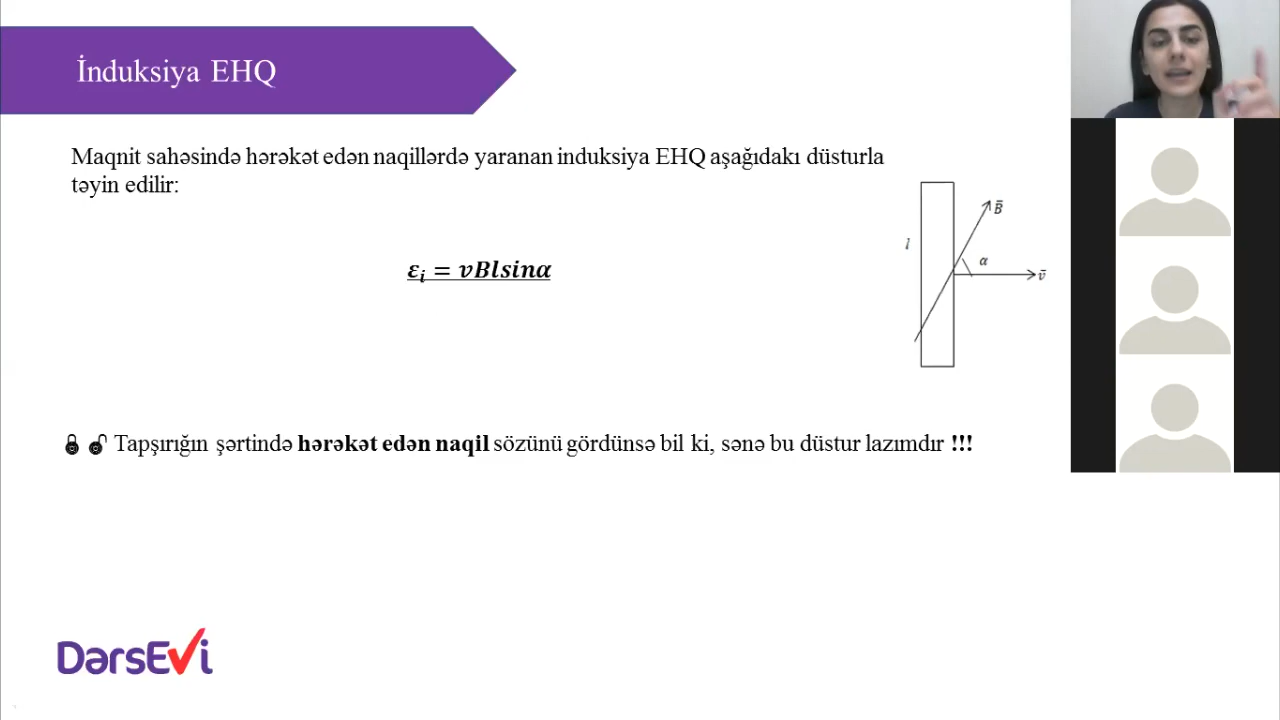 İnduksiya EHQ
Maqnit sahəsində hərəkət edən naqillərdə yaranan induksiya EHQ aşağıdakı düsturla
təyin edilir:
εᵢ = vBlsinα
l
B̄
α
v̄
Tapşırığın şərtində hərəkət edən naqil sözünü gördünsə bil ki, sənə bu düstur lazımdır !!!
DərsEvi